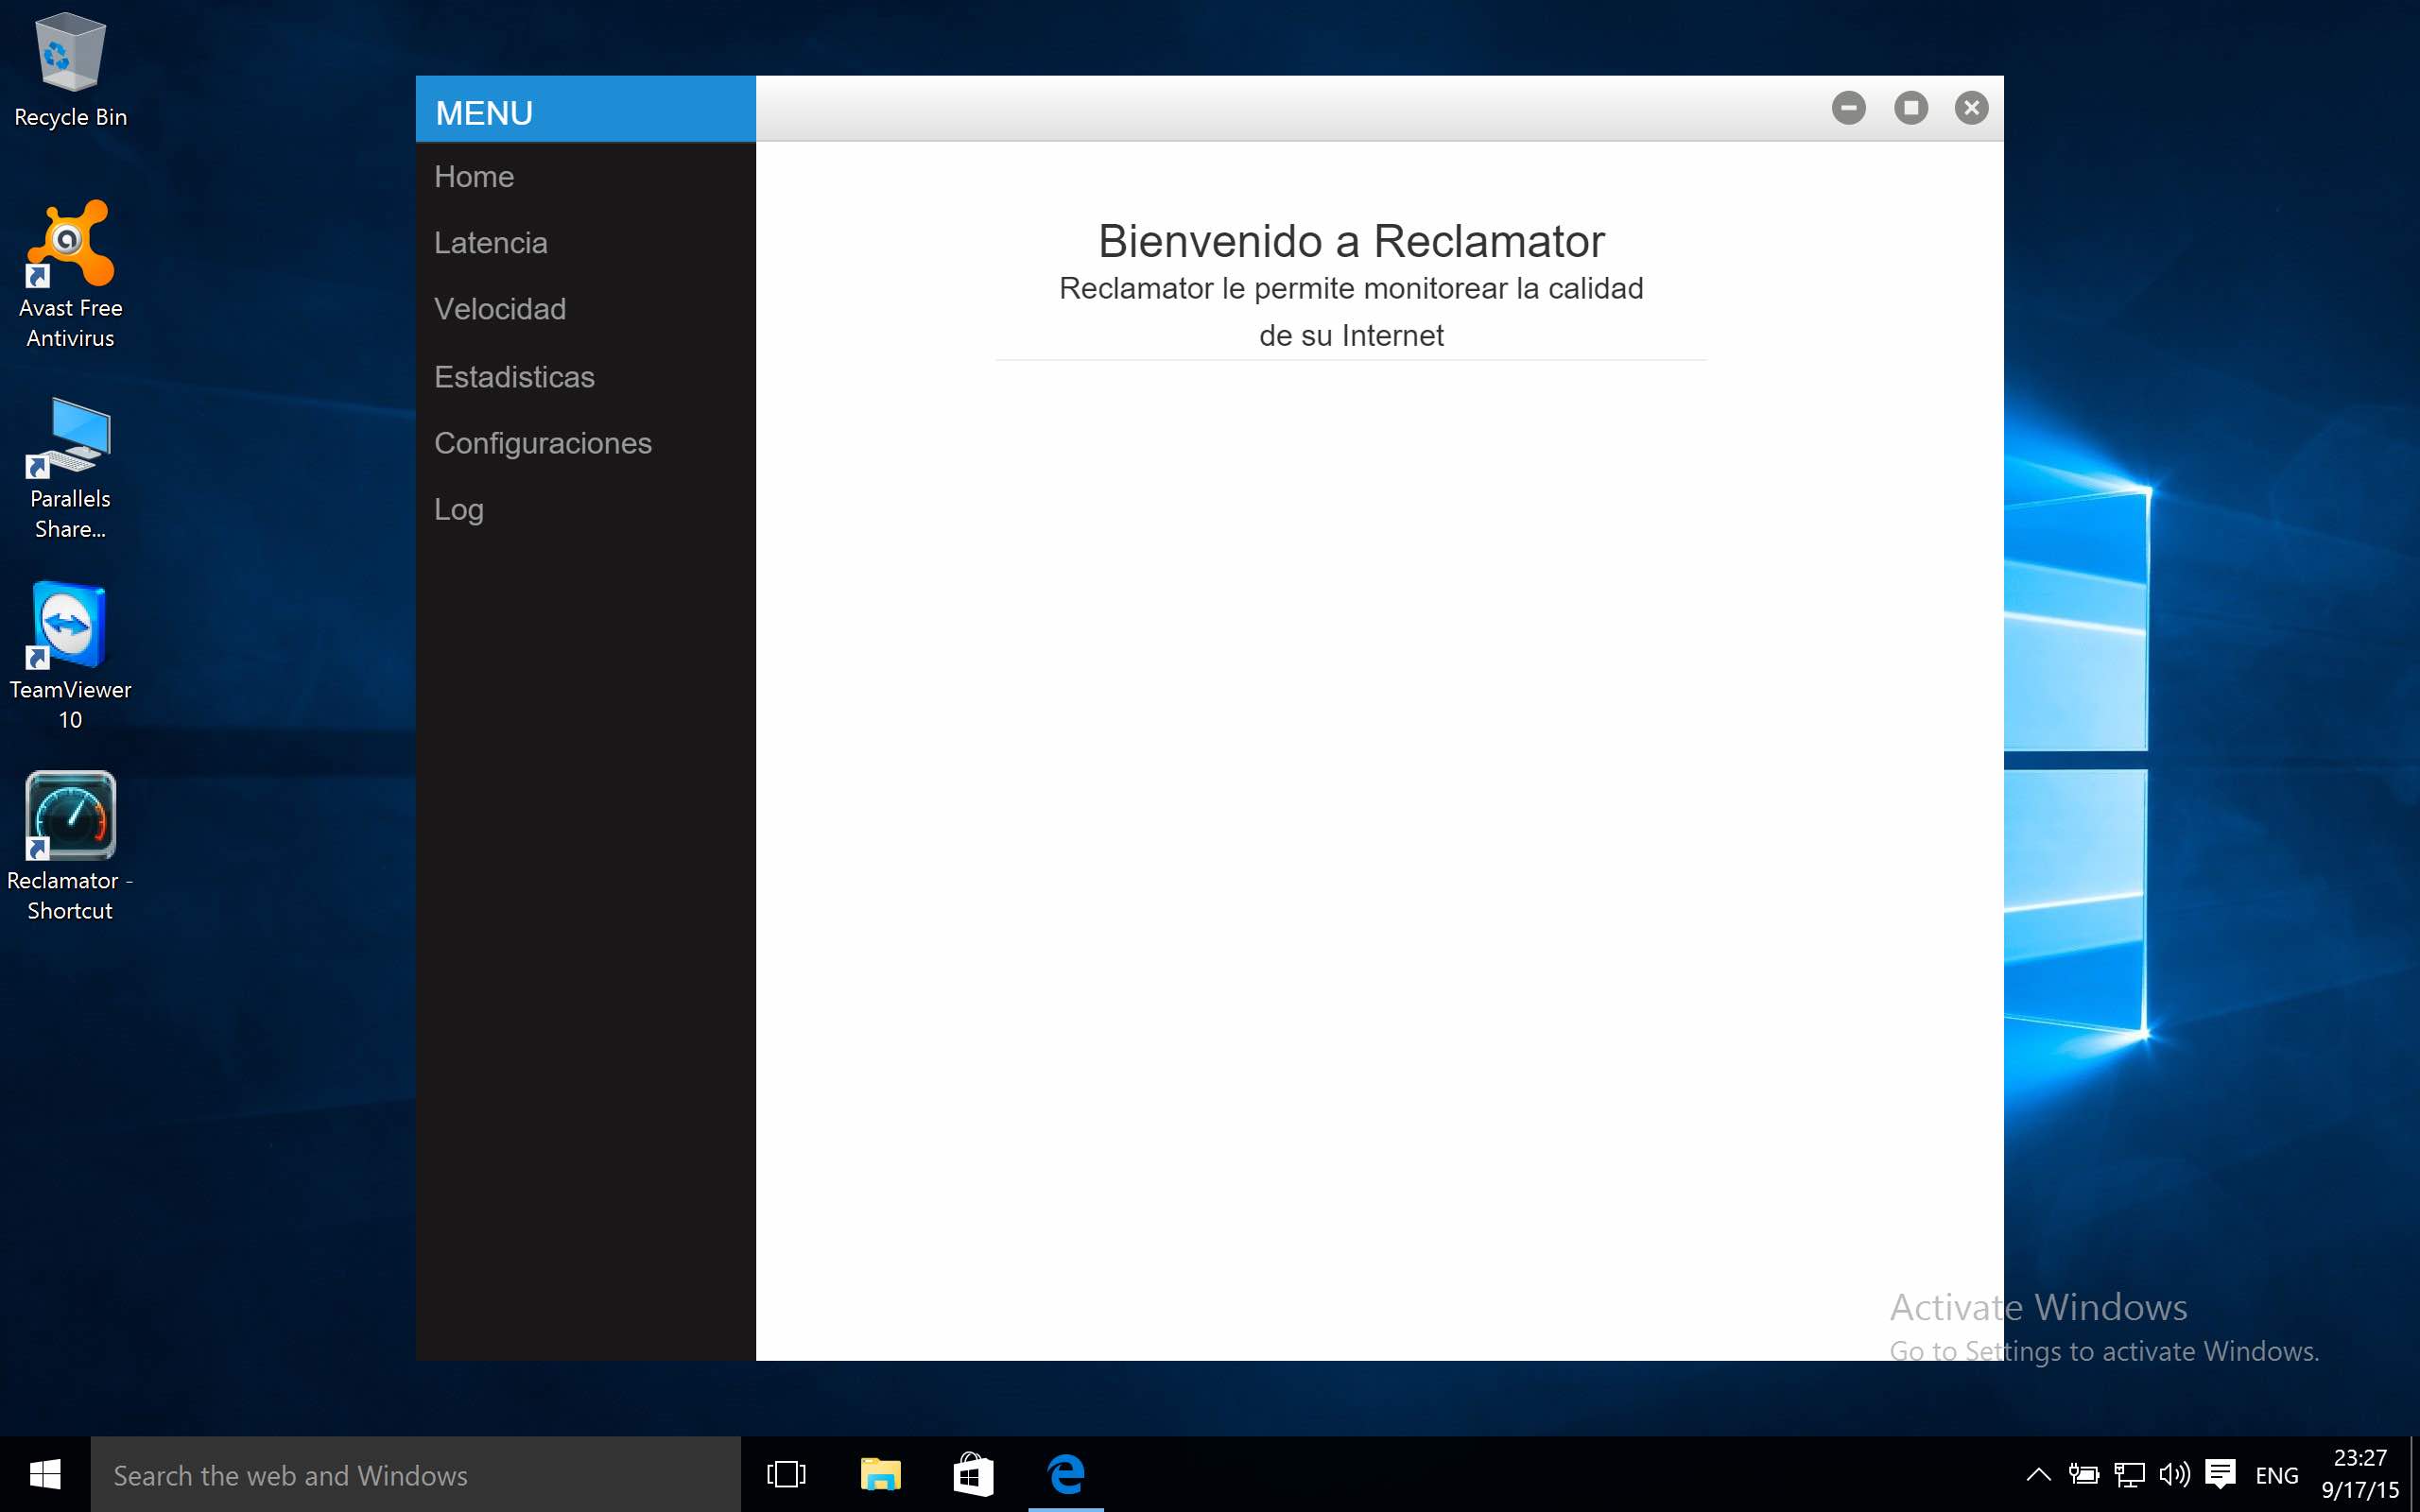 Recycle Bin
Avast Free
Antivirus
Parallels
Share...
TeamViewer
10
Reclamator -
Shortcut
MENU
Home
Latencia
Velocidad
Estadisticas
Configuraciones
Log
Bienvenido a Reclamator
Reclamator le permite monitorear la calidad
de su Internet
Activate Windows
Go to Settings to activate Windows.
Search the web and Windows
ENG
23:27
9/17/15